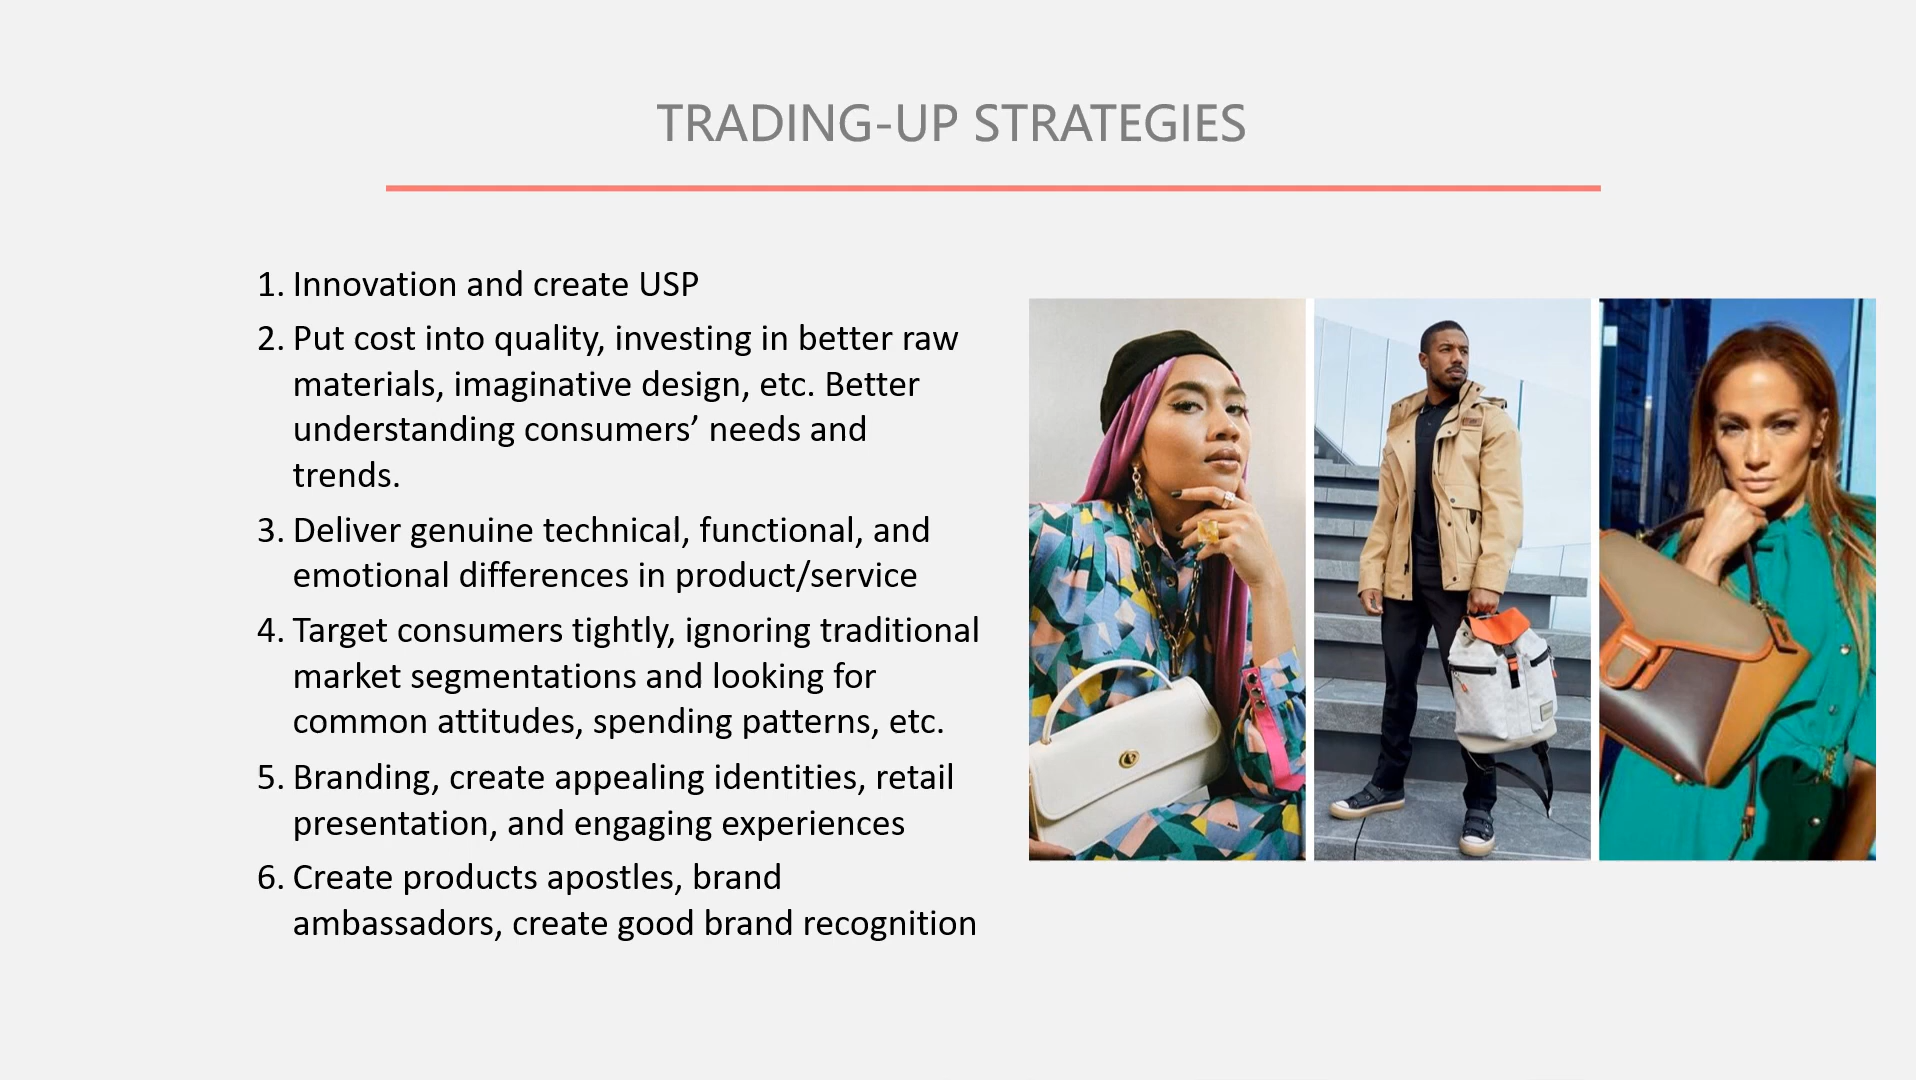 TRADING-UP STRATEGIES
1. Innovation and create USP
2. Put cost into quality, investing in better raw
materials, imaginative design, etc. Better
understanding consumers’ needs and
trends.
3. Deliver genuine technical, functional, and
emotional differences in product/service
4. Target consumers tightly, ignoring traditional
market segmentations and looking for
common attitudes, spending patterns, etc.
5. Branding, create appealing identities, retail
presentation, and engaging experiences
6. Create products apostles, brand
ambassadors, create good brand recognition